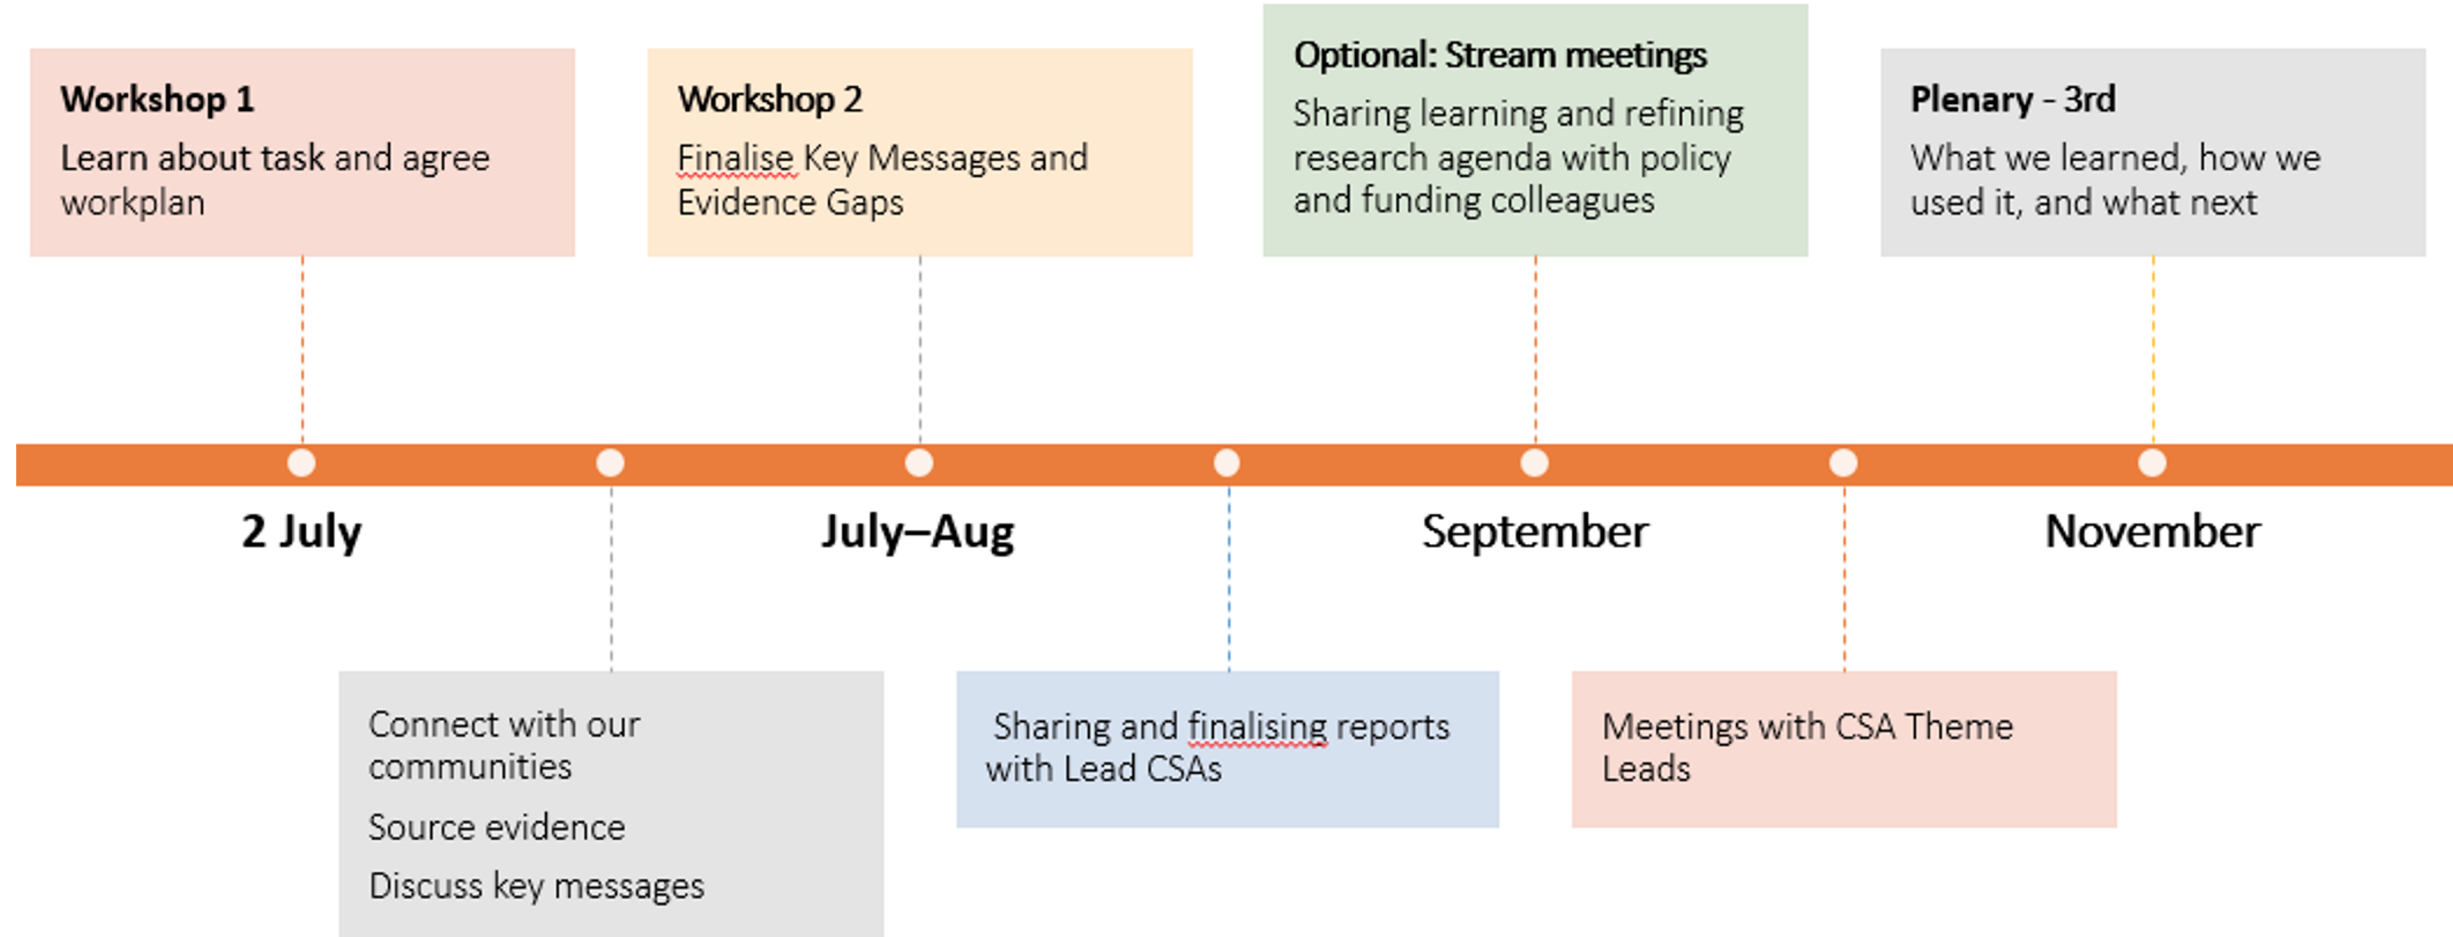 Workshop 1
Learn about task and agree
workplan
Workshop 2
Finalise Key Messages and
Evidence Gaps
Optional: Stream meetings
Sharing learning and refining
research agenda with policy
and funding colleagues
Plenary - 3rd
What we learned, how we
used it, and what next
2 July
July–Aug
September
November
Connect with our
communities
Source evidence
Discuss key messages
Sharing and finalising reports
with Lead CSAs
Meetings with CSA Theme
Leads